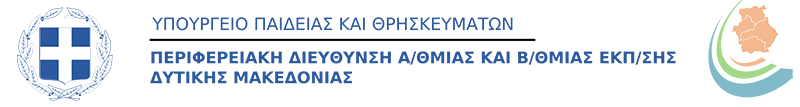 ΥΠΟΥΡΓΕΙΟ ΠΑΙΔΕΙΑΣ ΚΑΙ ΘΡΗΣΚΕΥΜΑΤΩΝ
ΠΕΡΙΦΕΡΕΙΑΚΗ ΔΙΕΥΘΥΝΣΗ Α/ΘΜΙΑΣ ΚΑΙ Β/ΘΜΙΑΣ ΕΚΠ/ΣΗΣ
ΔΥΤΙΚΗΣ ΜΑΚΕΔΟΝΙΑΣ